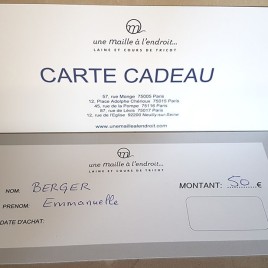 une maille à l'endroit...
LAINE ET COURS DE TRICOT
CARTE CADEAU
57, rue Monge 75005 Paris
12, Place Adolphe Chérioux 75015 Paris
45, rue de la Pompe 75116 Paris
87, rue de Lévis 75017 Paris
12, rue de l'Église 92200 Neuilly-sur-Seine
www.unemaillealendroit.com
une maille à l'endroit...
LAINE ET COURS DE TRICOT
NOM: BERGER
MONTANT: 50 €
PRENOM: Emmanuelle
DATE D'ACHAT: